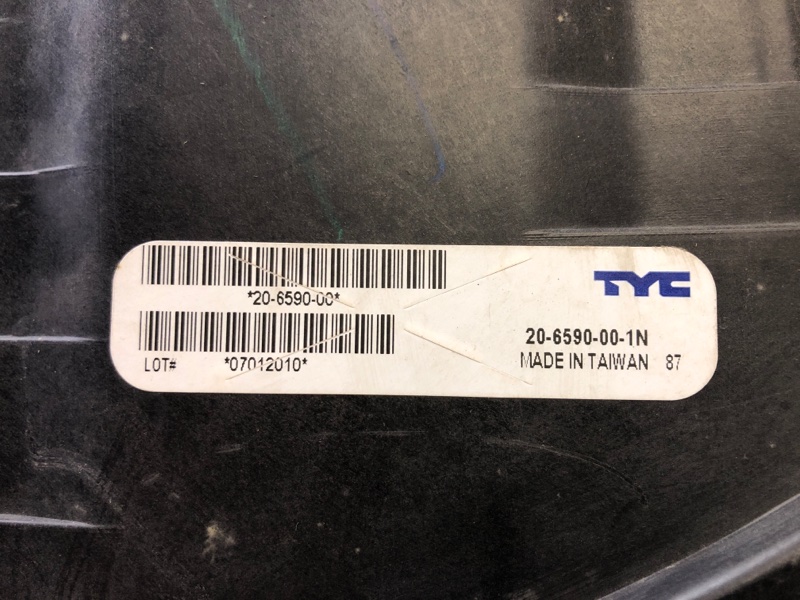 *20-6590-00*
TYC
20-6590-00-1N
LOT# *07012010*
MADE IN TAIWAN 87